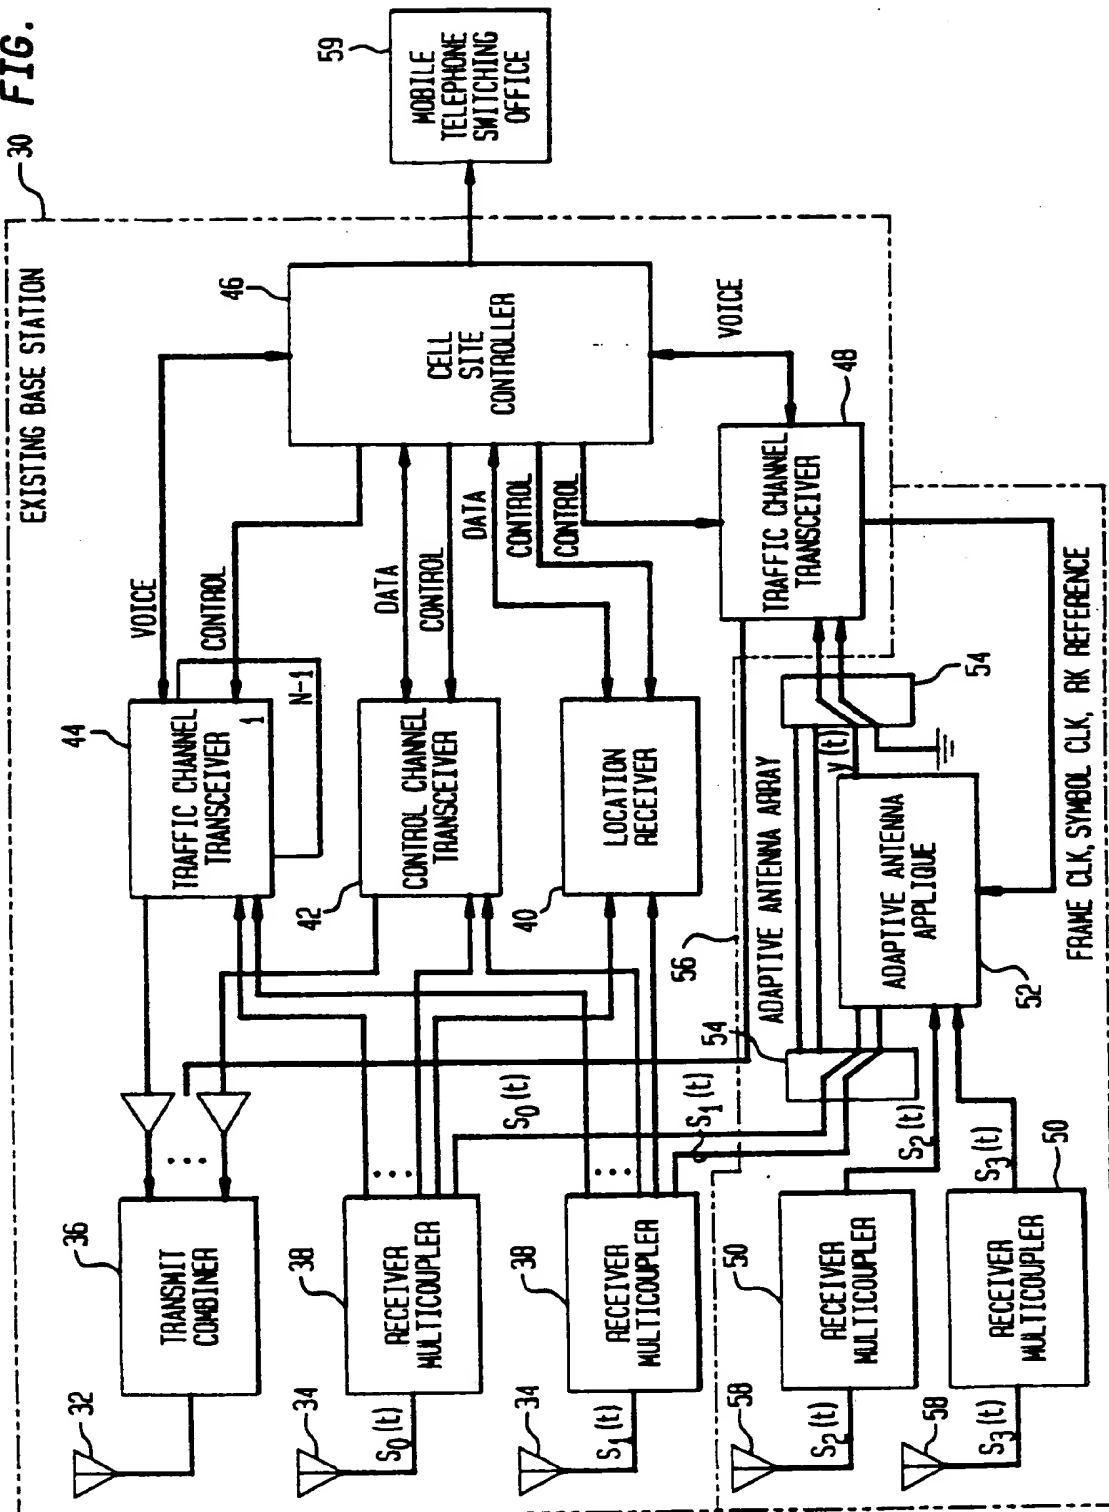 FIG.
30
EXISTING BASE STATION
59
MOBILE
TELEPHONE
SWITCHING
OFFICE
46
CELL
SITE
CONTROLLER
VOICE
CONTROL
DATA
CONTROL
DATA
CONTROL
CONTROL
VOICE
44
TRAFFIC CHANNEL
TRANSCEIVER
1
N-1
42
CONTROL CHANNEL
TRANSCEIVER
40
LOCATION
RECEIVER
48
TRAFFIC CHANNEL
TRANSCEIVER
36
TRANSMIT
COMBINER
32
38
RECEIVER
MULTICOUPLER
34
S0(t)
38
RECEIVER
MULTICOUPLER
34
S1(t)
...
...
...
S0(t)
S1(t)
56
ADAPTIVE ANTENNA ARRAY
54
54
y(t)
ADAPTIVE ANTENNA
APPLIQUE
52
S2(t)
S3(t)
50
RECEIVER
MULTICOUPLER
58
S2(t)
50
RECEIVER
MULTICOUPLER
58
S3(t)
FRAME CLK, SYMBOL CLK, RK REFERENCE